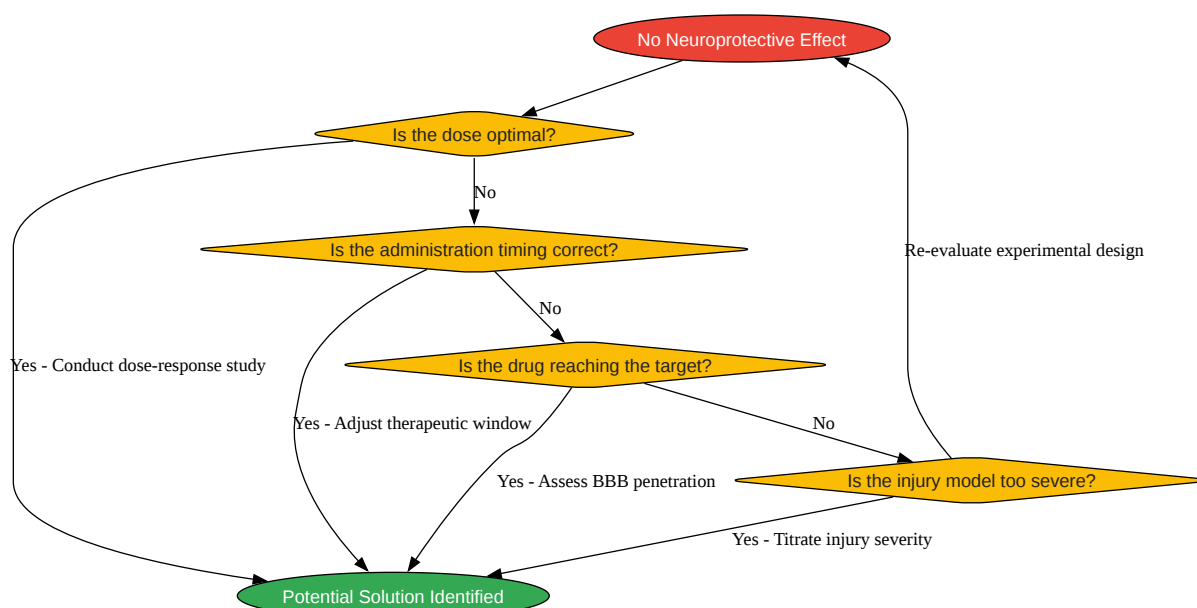 No Neuroprotective Effect
Is the dose optimal?
No
Is the administration timing correct?
Re-evaluate experimental design
No
Yes - Conduct dose-response study
Is the drug reaching the target?
Yes - Adjust therapeutic window
No
Yes - Assess BBB penetration
Is the injury model too severe?
Yes - Titrate injury severity
Potential Solution Identified